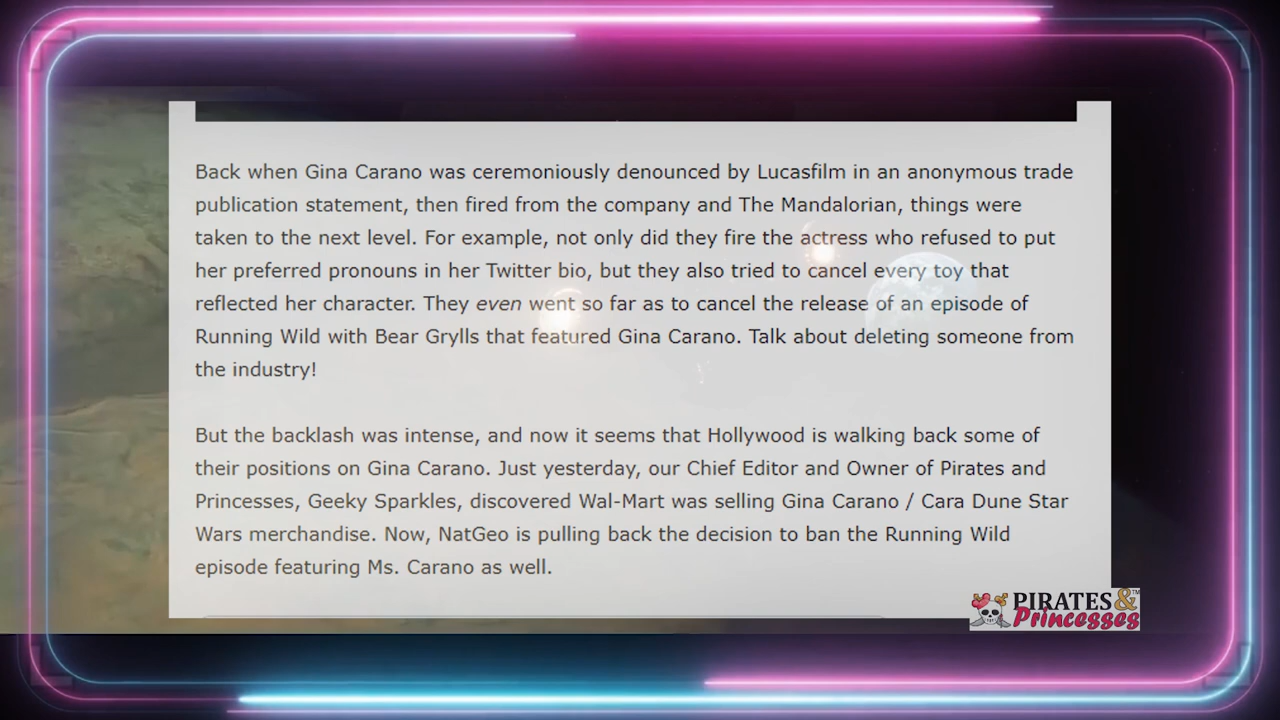 Back when Gina Carano was ceremoniously denounced by Lucasfilm in an anonymous trade
publication statement, then fired from the company and The Mandalorian, things were
taken to the next level. For example, not only did they fire the actress who refused to put
her preferred pronouns in her Twitter bio, but they also tried to cancel every toy that
reflected her character. They even went so far as to cancel the release of an episode of
Running Wild with Bear Grylls that featured Gina Carano. Talk about deleting someone from
the industry!
But the backlash was intense, and now it seems that Hollywood is walking back some of
their positions on Gina Carano. Just yesterday, our Chief Editor and Owner of Pirates and
Princesses, Geeky Sparkles, discovered Wal-Mart was selling Gina Carano / Cara Dune Star
Wars merchandise. Now, NatGeo is pulling back the decision to ban the Running Wild
episode featuring Ms. Carano as well.
PIRATES& ™
Princesses